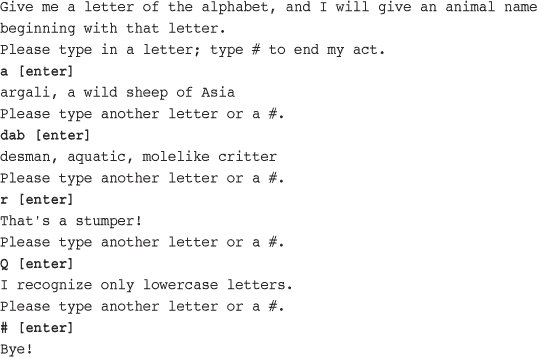 Give me a letter of the alphabet, and I will give an animal name
beginning with that letter.
Please type in a letter; type # to end my act.
a [enter]
argali, a wild sheep of Asia
Please type another letter or a #.
dab [enter]
desman, aquatic, molelike critter
Please type another letter or a #.
r [enter]
That's a stumper!
Please type another letter or a #.
Q [enter]
I recognize only lowercase letters.
Please type another letter or a #.
# [enter]
Bye!